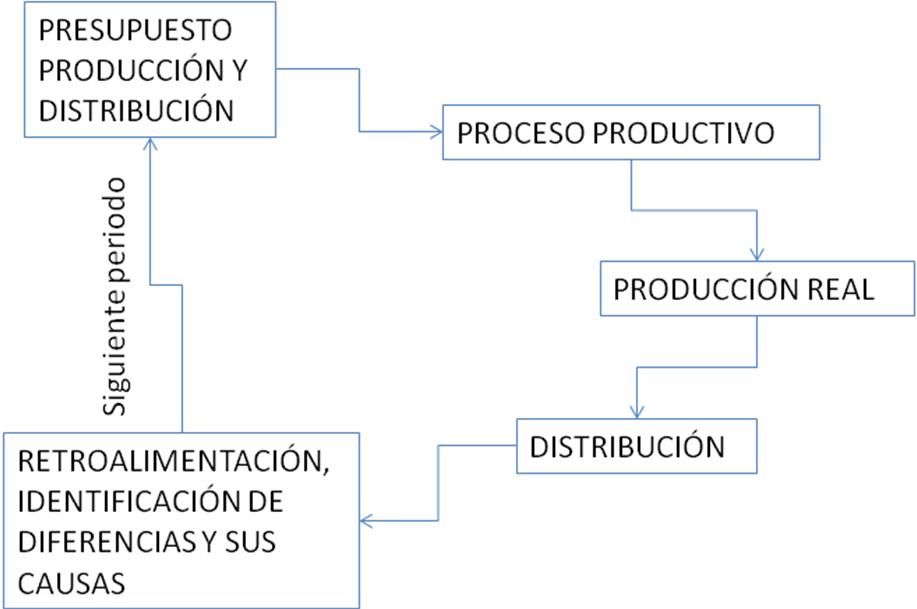 PRESUPUESTO
PRODUCCIÓN Y
DISTRIBUCIÓN
PROCESO PRODUCTIVO
PRODUCCIÓN REAL
DISTRIBUCIÓN
RETROALIMENTACIÓN,
IDENTIFICACIÓN DE
DIFERENCIAS Y SUS
CAUSAS
Siguiente periodo